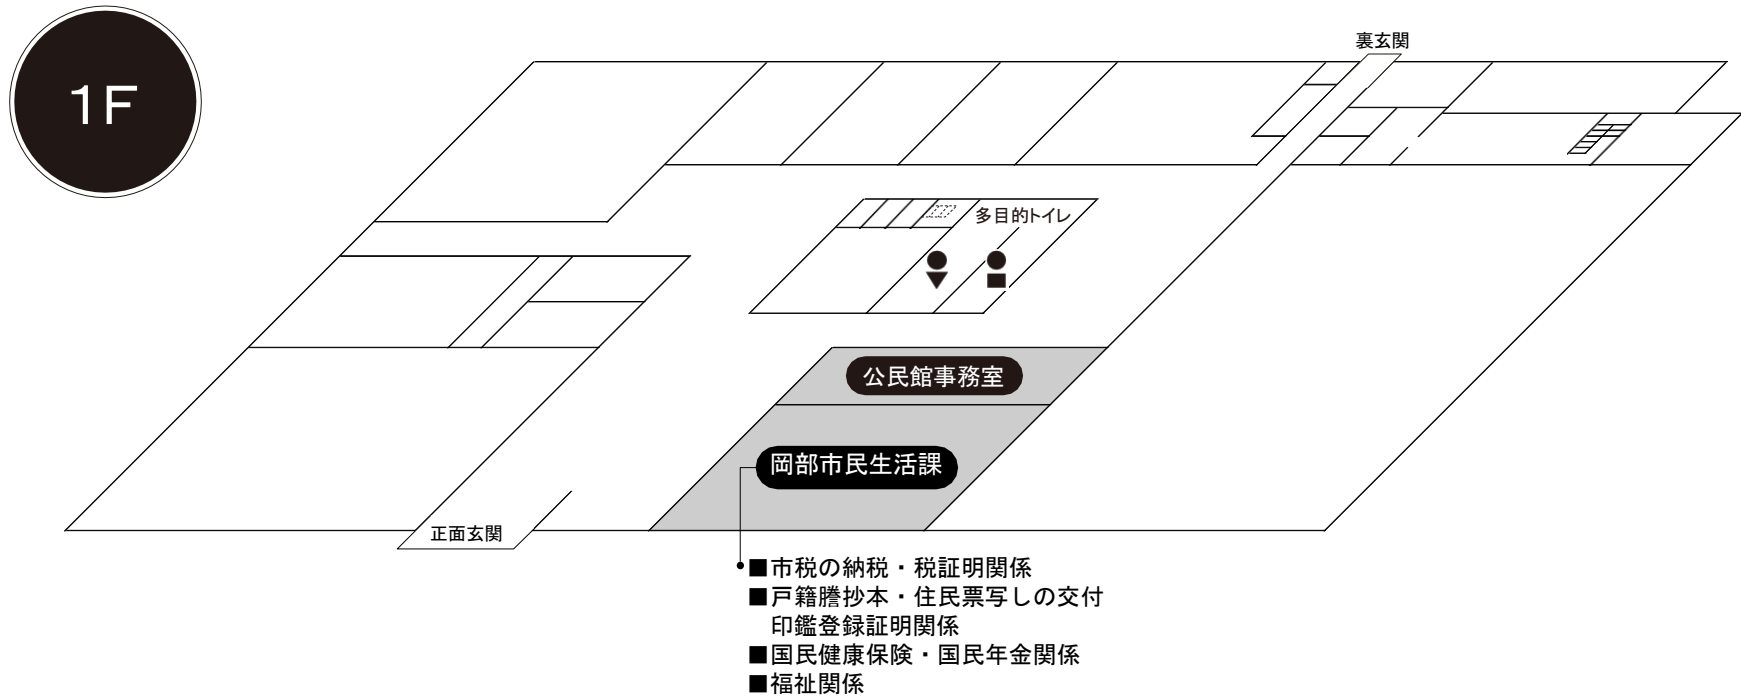 1F
裏玄関
多目的トイレ
公民館事務室
岡部市民生活課
正面玄関
■市税の納税・税証明関係
■戸籍謄抄本・住民票写しの交付
印鑑登録証明関係
■国民健康保険・国民年金関係
■福祉関係